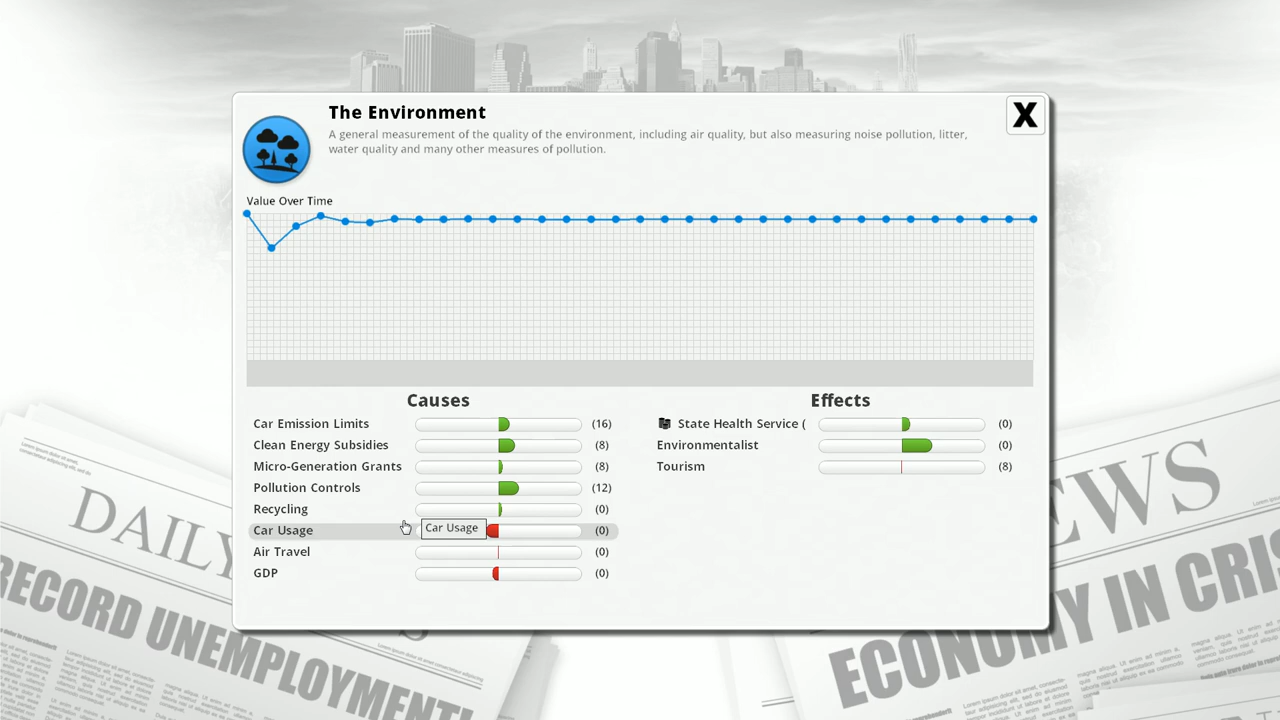 The Environment
X
A general measurement of the quality of the environment, including air quality, but also measuring noise pollution, litter,
water quality and many other measures of pollution.
Value Over Time
Causes
Effects
Car Emission Limits (16)
State Health Service ( (0)
Clean Energy Subsidies (8)
Environmentalist (0)
Micro-Generation Grants (8)
Tourism (8)
Pollution Controls (12)
Recycling (0)
Car Usage (0)
Car Usage
Air Travel (0)
GDP (0)
DAILY
RECORD UNEMPLOYMENT!
ECONOMY IN CRIS